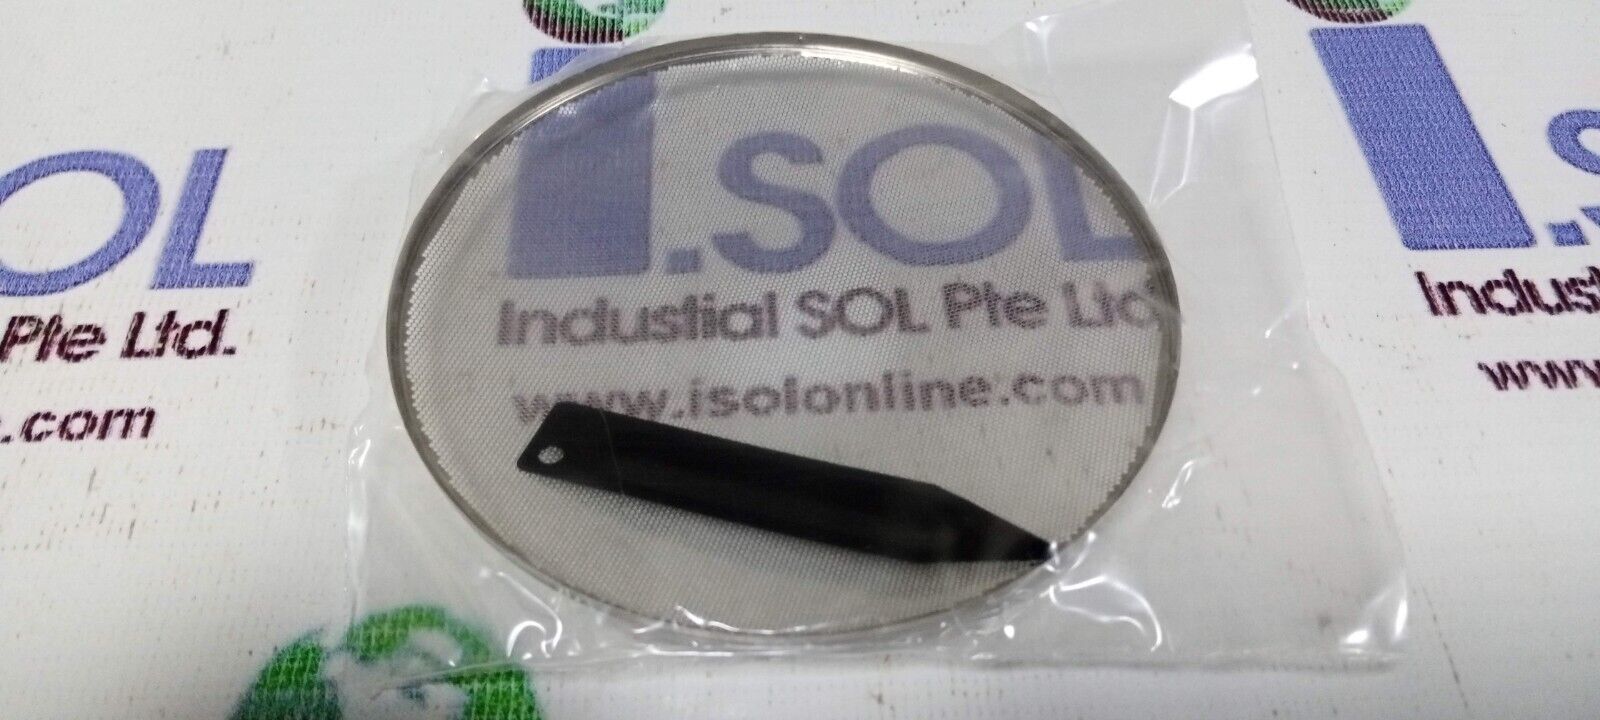 i.SOL
Industial SOL Pte Ltd
www.isolonline.com
OL
Pte Ltd.
.com
i.S
Indus
www